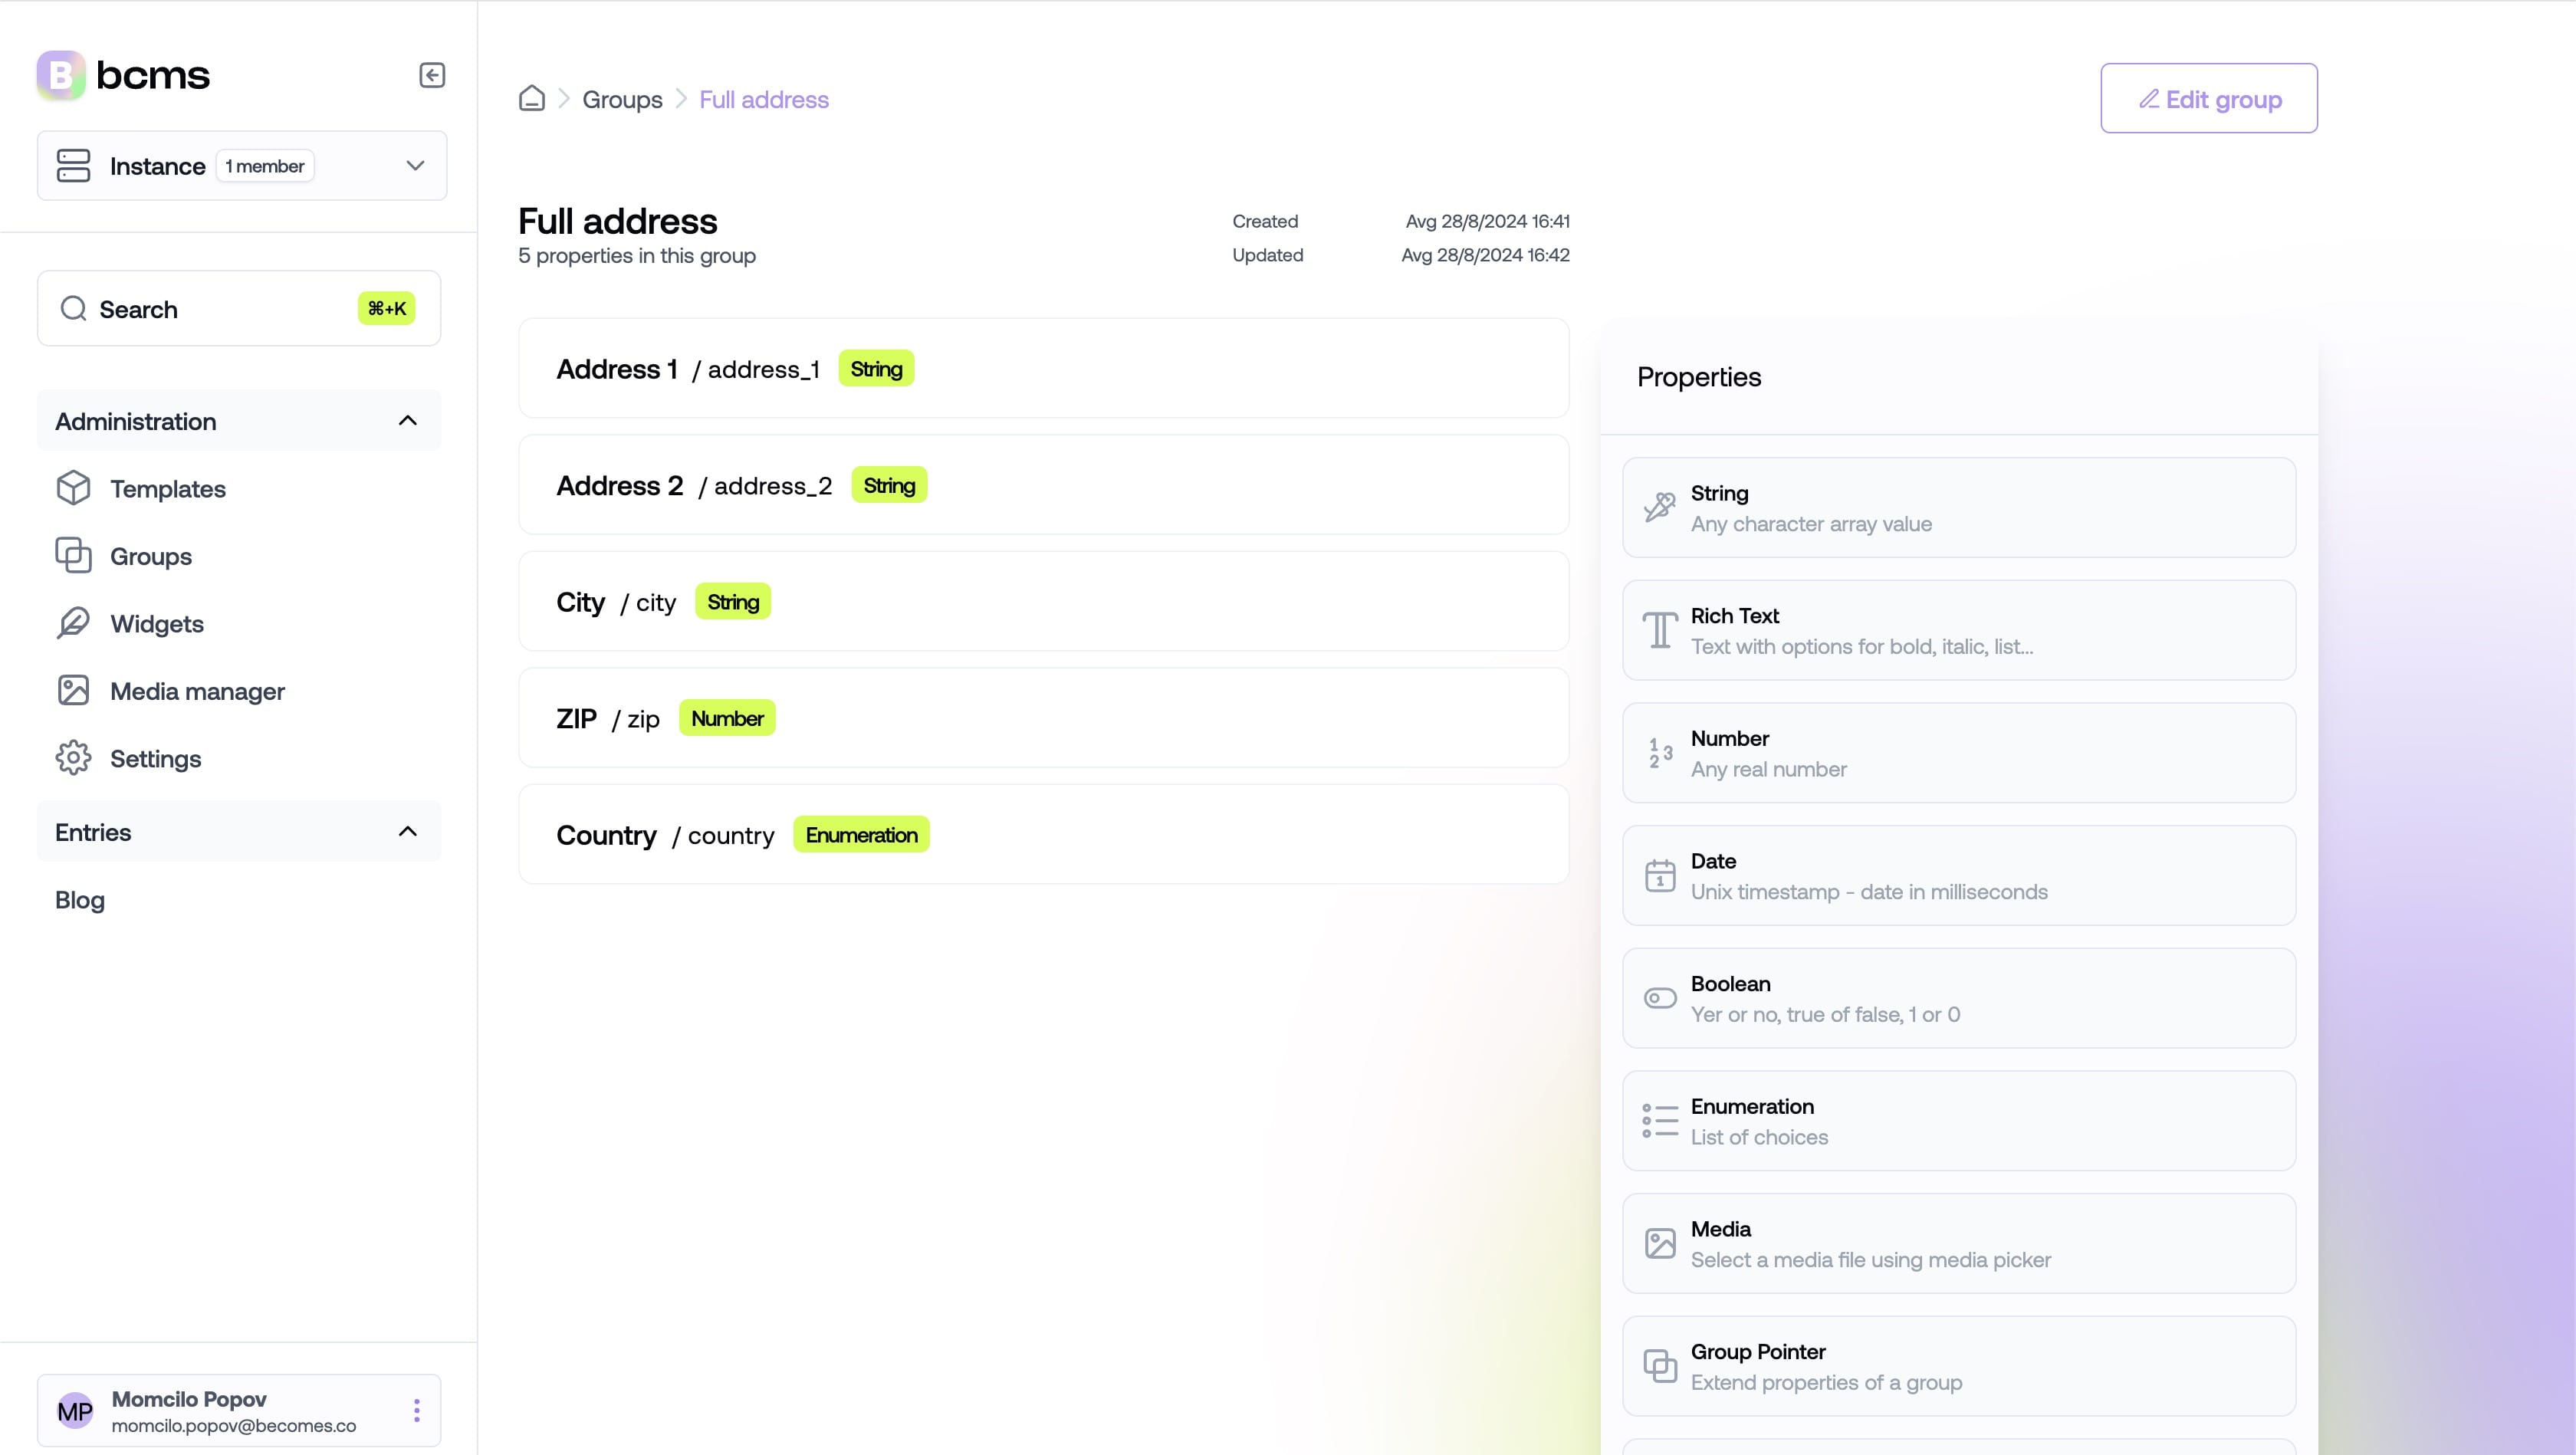 B bcms
Instance 1 member
Search ⌘+K
Administration
Templates
Groups
Widgets
Media manager
Settings
Entries
Blog
MP
Momcilo Popov
momcilo.popov@becomes.co
Groups Full address
Edit group
Full address
5 properties in this group
Created Avg 28/8/2024 16:41
Updated Avg 28/8/2024 16:42
Address 1 / address_1 String
Address 2 / address_2 String
City / city String
ZIP / zip Number
Country / country Enumeration
Properties
String
Any character array value
Rich Text
Text with options for bold, italic, list...
Number
Any real number
Date
Unix timestamp - date in milliseconds
Boolean
Yer or no, true of false, 1 or 0
Enumeration
List of choices
Media
Select a media file using media picker
Group Pointer
Extend properties of a group